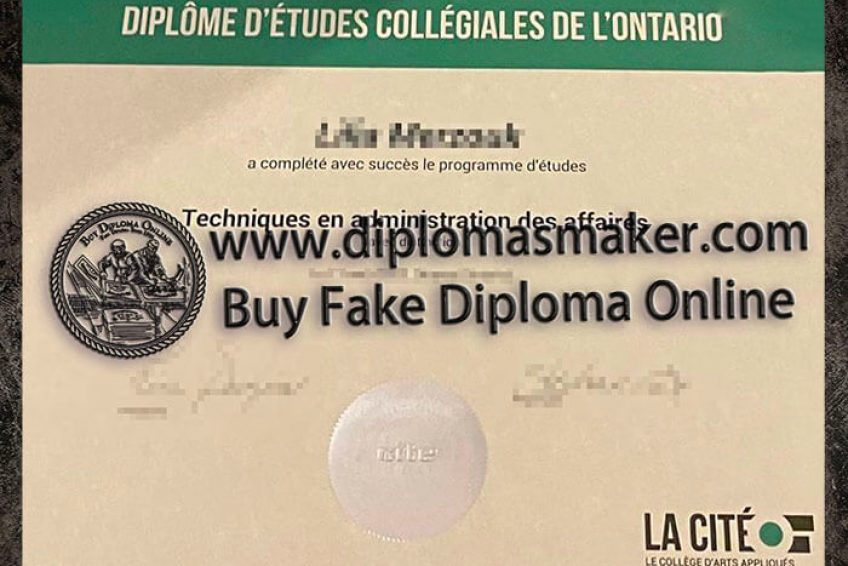 DIPLÔME D'ÉTUDES COLLÉGIALES DE L'ONTARIO
a complété avec succès le programme d'études
Techniques en administration des affaires
BUY DIPLOMA ONLINE
www.diplomasmaker.com
Buy Fake Diploma Online
LA CITÉ
LE COLLÈGE D'ARTS APPLIQUÉS